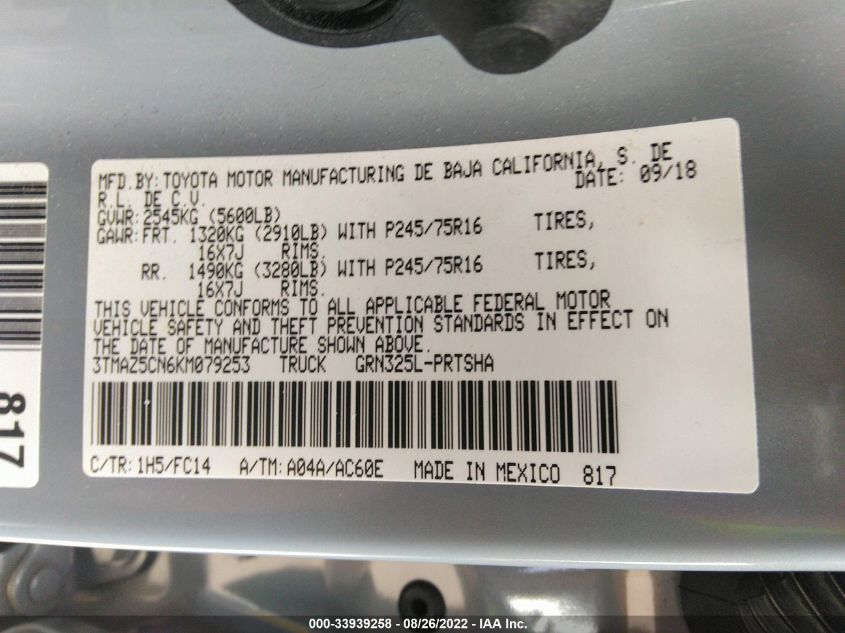 MFD.BY:TOYOTA MOTOR MANUFACTURING DE BAJA CALIFORNIA, S. DE
R.L. DE C.V. DATE: 09/18
GVWR:2545KG (5600LB)
GAWR:FRT. 1320KG (2910LB) WITH P245/75R16 TIRES,
16X7J RIMS.
RR. 1490KG (3280LB) WITH P245/75R16 TIRES,
16X7J RIMS.
THIS VEHICLE CONFORMS TO ALL APPLICABLE FEDERAL MOTOR
VEHICLE SAFETY AND THEFT PREVENTION STANDARDS IN EFFECT ON
THE DATE OF MANUFACTURE SHOWN ABOVE.
3TMAZ5CN6KM079253 TRUCK GRN325L-PRTSHA
C/TR:1H5/FC14 A/TM:A04A/AC60E MADE IN MEXICO 817
817
000-33939258 - 08/26/2022 - IAA Inc.